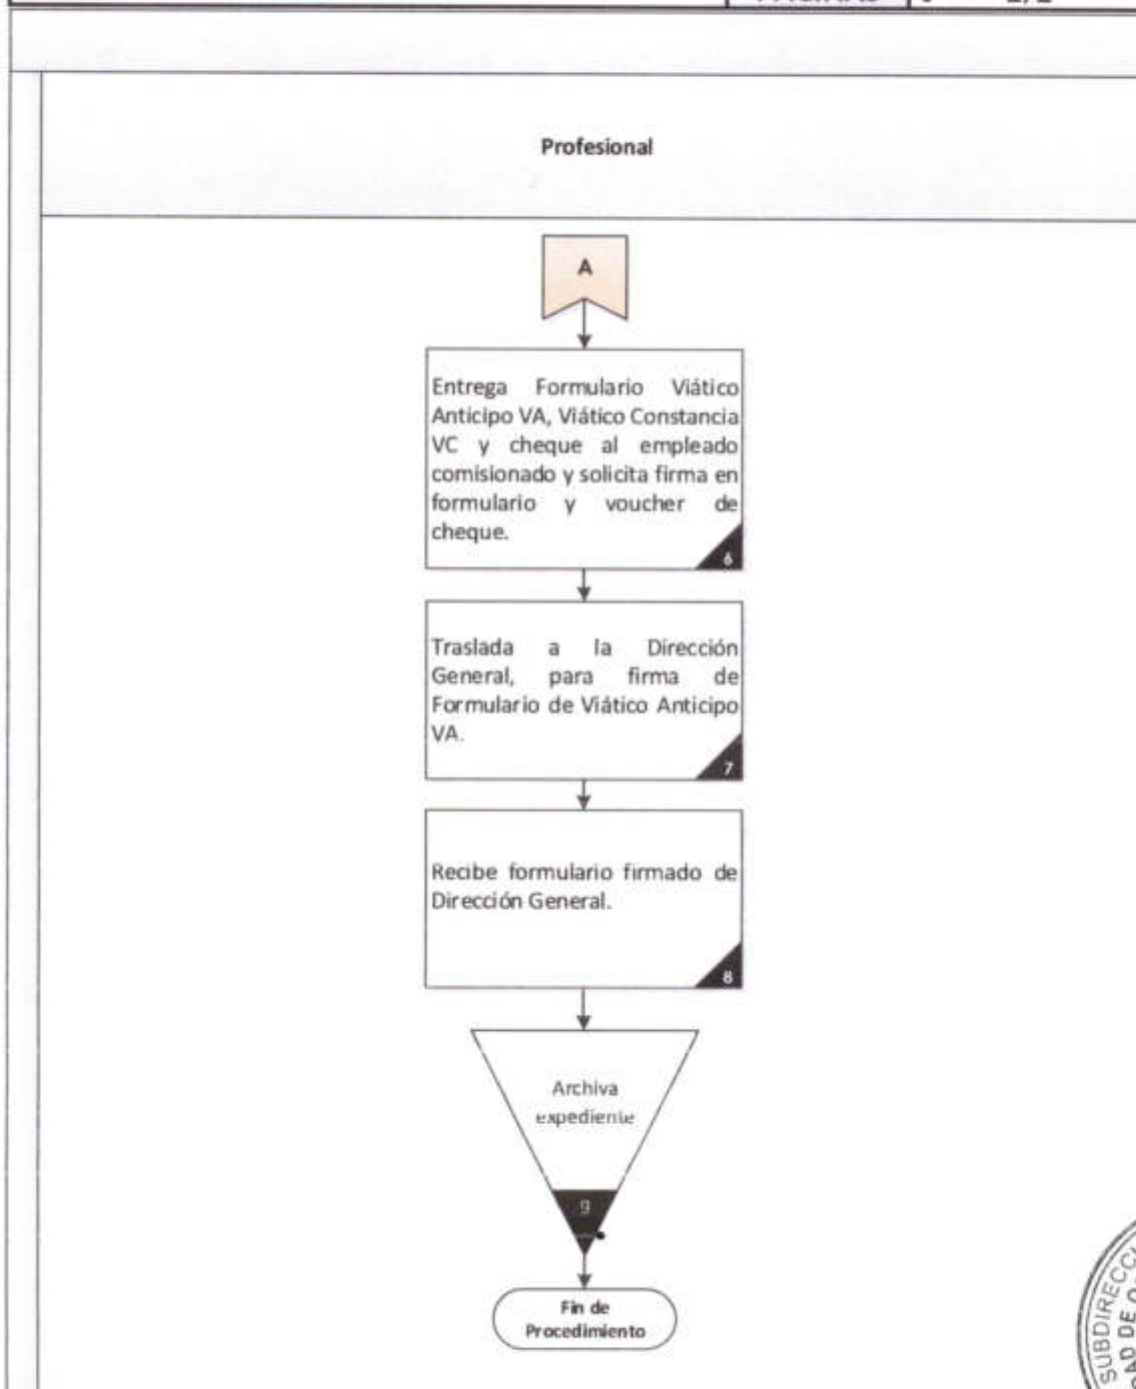 Profesional
A
Entrega Formulario Viático
Anticipo VA, Viático Constancia
VC y cheque al empleado
comisionado y solicita firma en
formulario y voucher de
cheque.
6
Traslada a la Dirección
General, para firma de
Formulario de Viático Anticipo
VA.
7
Recibe formulario firmado de
Dirección General.
8
Archiva
expediente
9
Fin de
Procedimiento